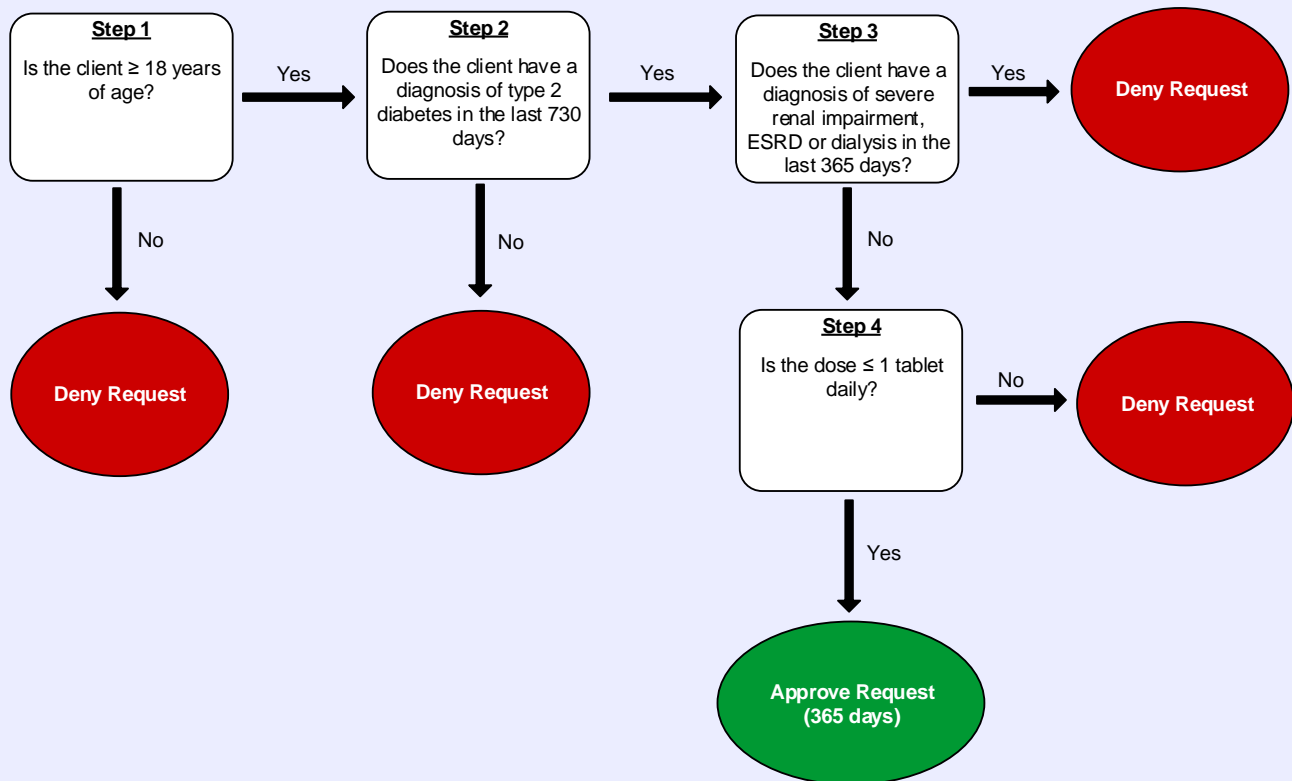 Step 1
Is the client ≥ 18 years
of age?
Yes
No
Deny Request
Step 2
Does the client have a
diagnosis of type 2
diabetes in the last 730
days?
Yes
No
Deny Request
Step 3
Does the client have a
diagnosis of severe
renal impairment,
ESRD or dialysis in the
last 365 days?
Yes
Deny Request
No
Step 4
Is the dose ≤ 1 tablet
daily?
No
Deny Request
Yes
Approve Request
(365 days)